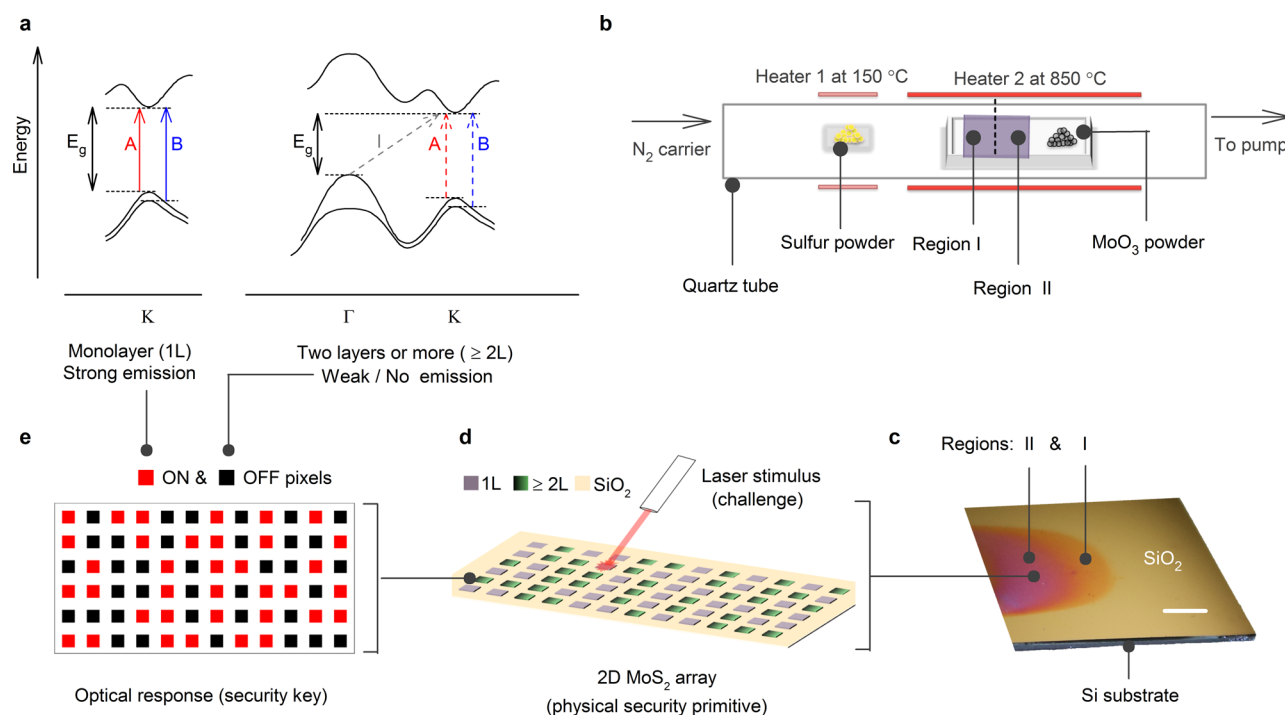 a
Energy
E_g
A
B
E_g
I
A
B
K
Γ
K
Monolayer (1L)
Strong emission
Two layers or more ( ≥ 2L)
Weak / No emission
b
Heater 1 at 150 °C
Heater 2 at 850 °C
N₂ carrier
To pump
Sulfur powder
Region I
MoO₃ powder
Quartz tube
Region II
e
ON & OFF pixels
Optical response (security key)
d
1L ≥ 2L SiO₂
Laser stimulus
(challenge)
2D MoS₂ array
(physical security primitive)
c
Regions: II & I
SiO₂
Si substrate